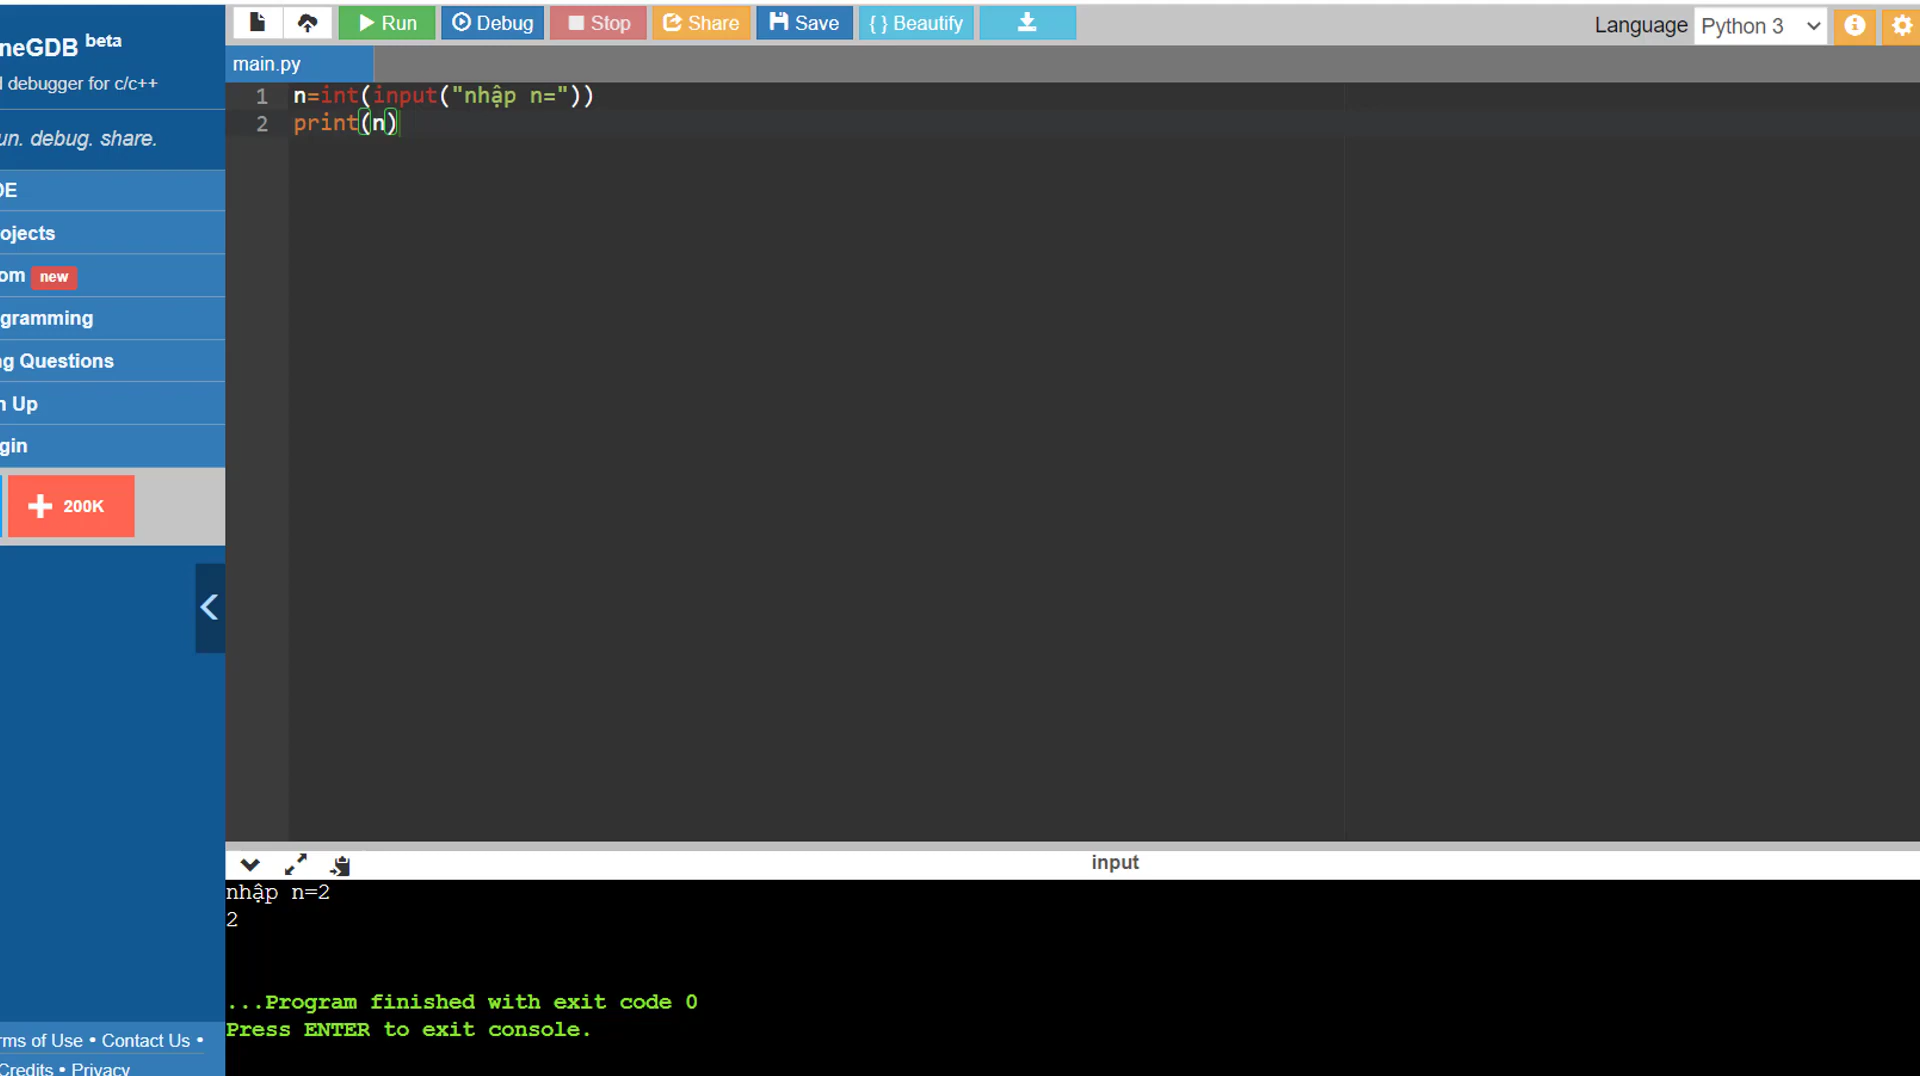 Run Debug Stop Share Save { } Beautify Language Python 3
neGDB beta
debugger for c/c++
un. debug. share.
DE
ojects
om new
gramming
g Questions
Up
gin
200K
main.py
1 n=int(input("nhập n="))
2 print(n)
input
nhập n=2
2
...Program finished with exit code 0
Press ENTER to exit console.
rms of Use • Contact Us •
Credits • Privacy